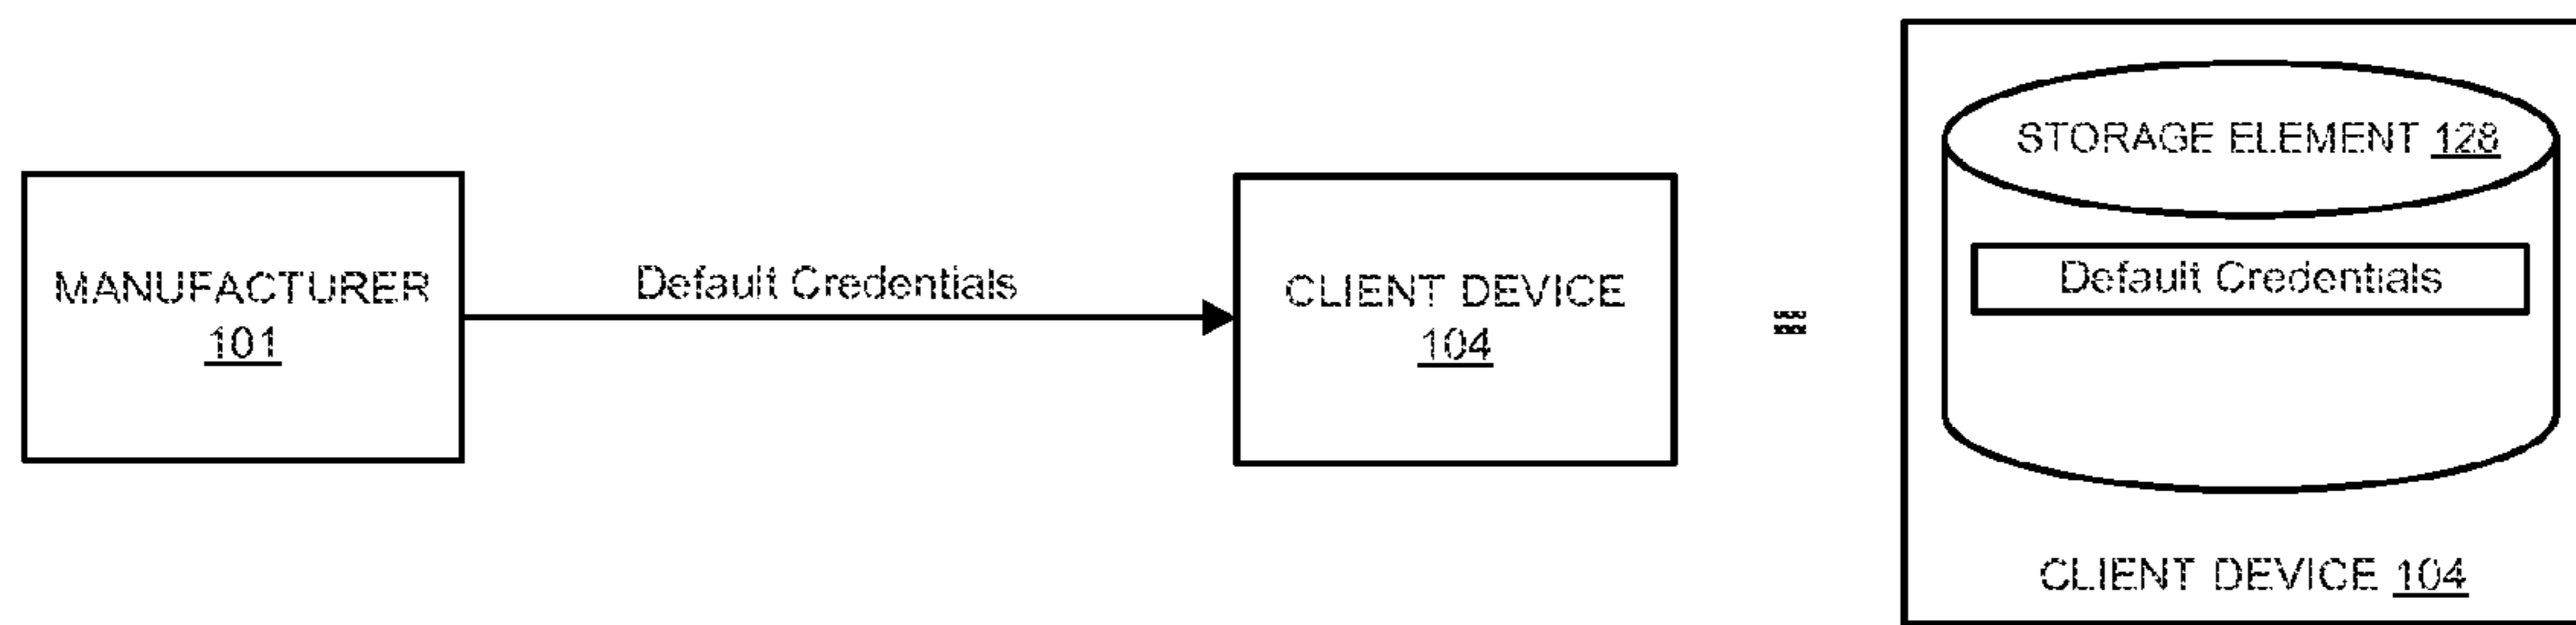 MANUFACTURER
101
Default Credentials
CLIENT DEVICE
104
=
STORAGE ELEMENT 128
Default Credentials
CLIENT DEVICE 104